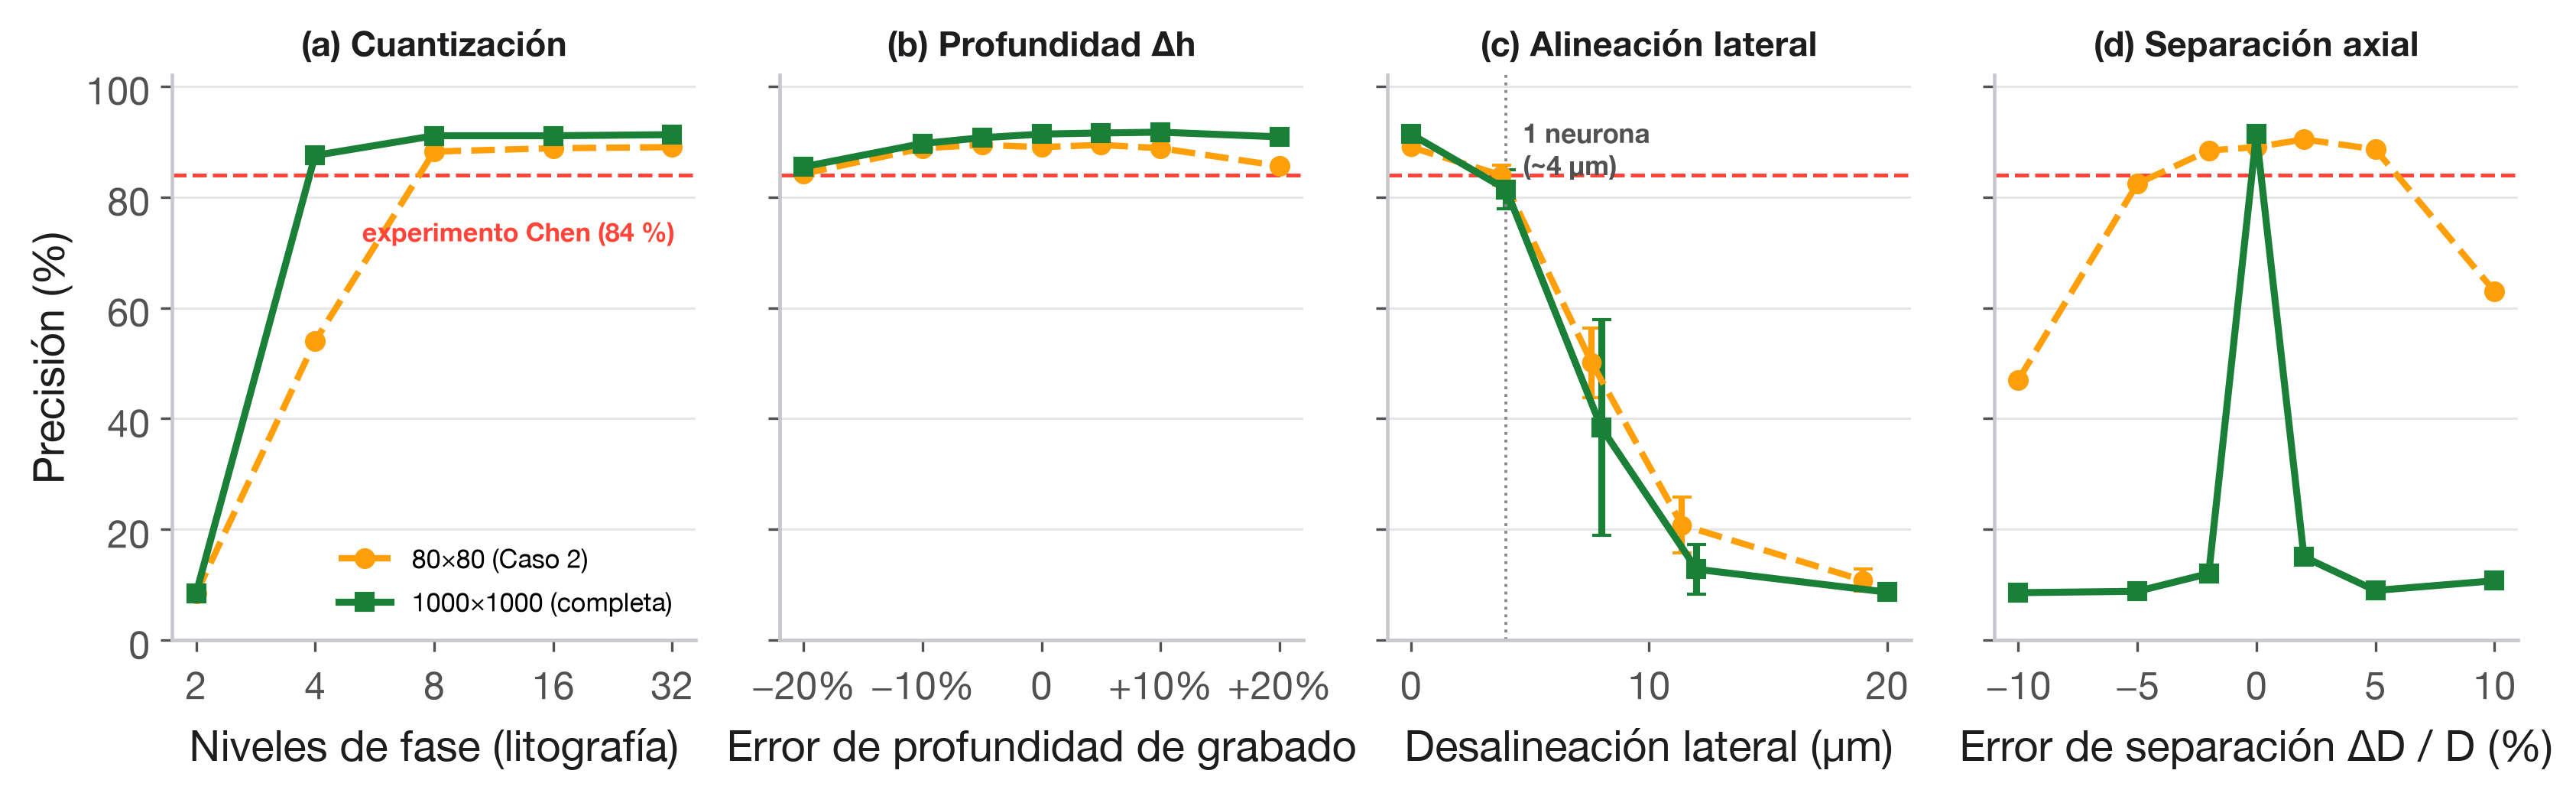 (a) Cuantización
(b) Profundidad Δh
(c) Alineación lateral
(d) Separación axial
Precisión (%)
100
80
60
40
20
0
experimento Chen (84 %)
80×80 (Caso 2)
1000×1000 (completa)
2 4 8 16 32
Niveles de fase (litografía)
−20% −10% 0 +10% +20%
Error de profundidad de grabado
1 neurona
(~4 μm)
0 10 20
Desalineación lateral (μm)
−10 −5 0 5 10
Error de separación ΔD / D (%)